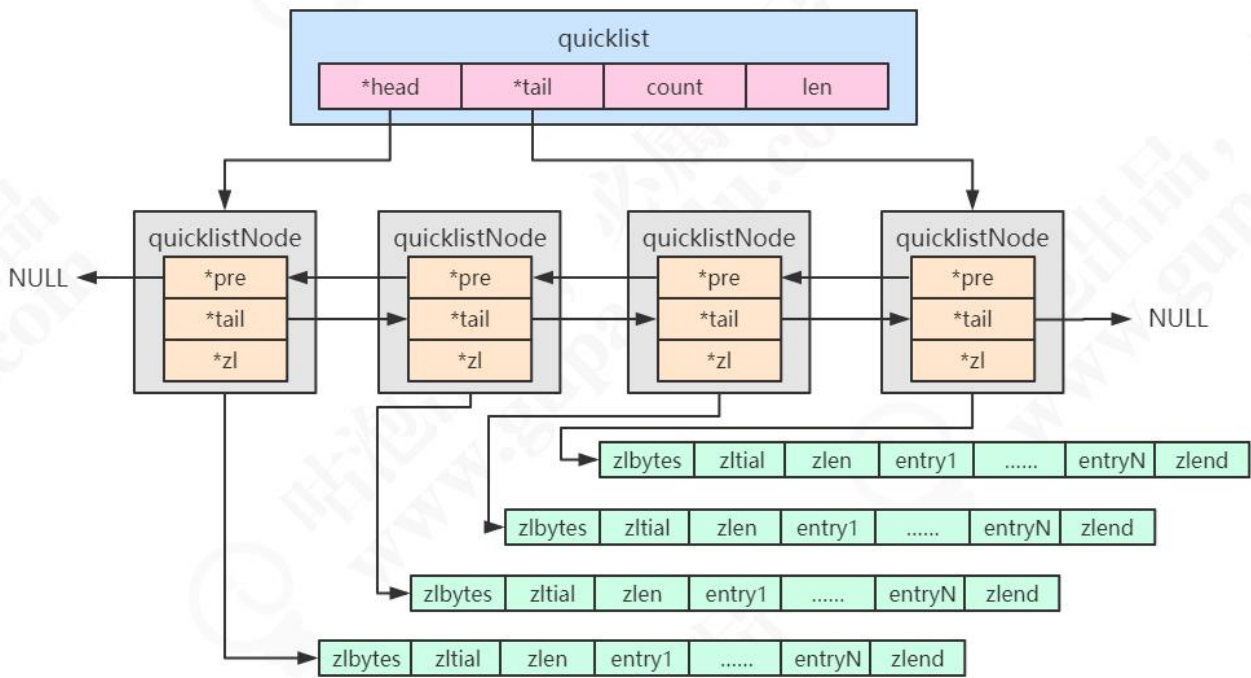 quicklist
*head *tail count len
quicklistNode quicklistNode quicklistNode quicklistNode
NULL *pre *pre *pre *pre
*tail *tail *tail *tail NULL
*zl *zl *zl *zl
zlbytes zltial zlen entry1 ...... entryN zlend
zlbytes zltial zlen entry1 ...... entryN zlend
zlbytes zltial zlen entry1 ...... entryN zlend
zlbytes zltial zlen entry1 ...... entryN zlend